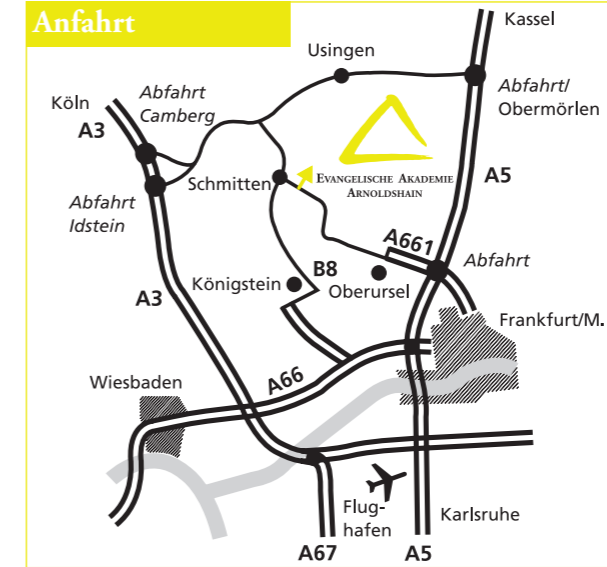 Anfahrt
Kassel
Usingen
Köln
Abfahrt
Camberg
A3
Abfahrt/
Obermörlen
Schmitten
EVANGELISCHE AKADEMIE
ARNOLDSHAIN
A5
Abfahrt
Idstein
A661
Abfahrt
B8
Königstein
Oberursel
A3
Frankfurt/M.
A66
Wiesbaden
Flug-
hafen
Karlsruhe
A67
A5